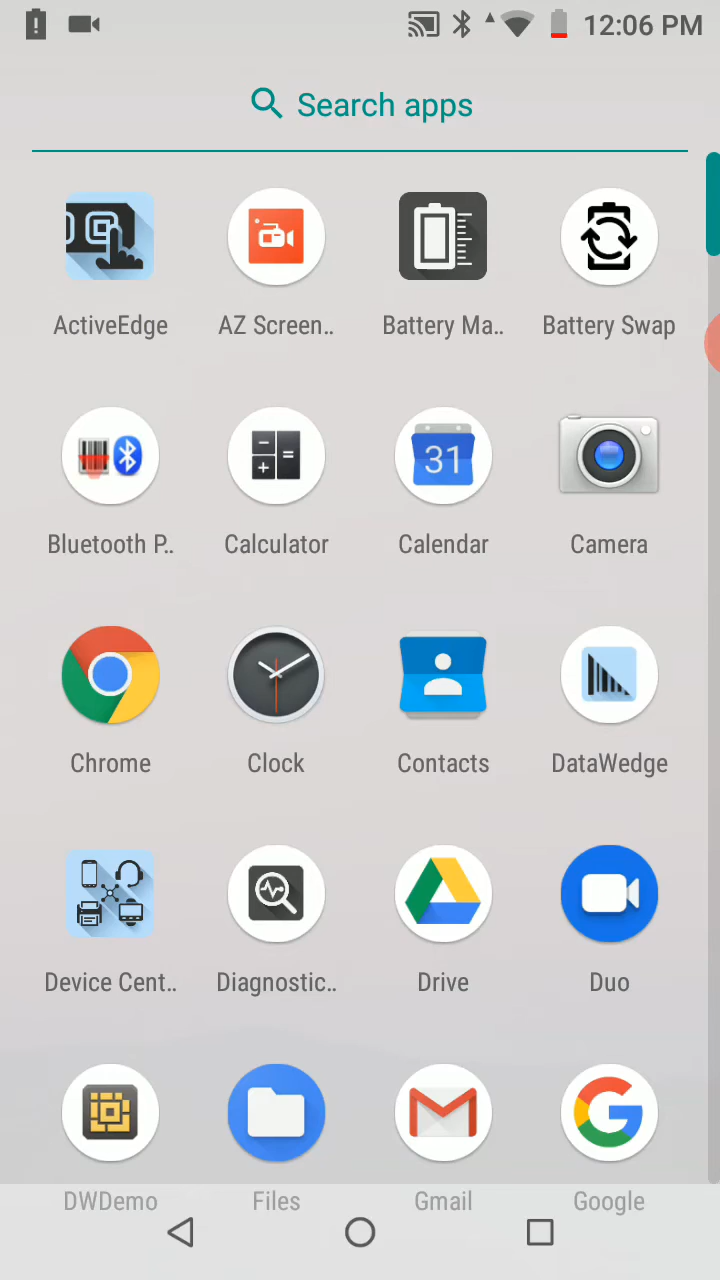 12:06 PM
Search apps
ActiveEdge
AZ Screen..
Battery Ma..
Battery Swap
Bluetooth P..
Calculator
31
Calendar
Camera
Chrome
Clock
Contacts
DataWedge
Device Cent..
Diagnostic..
Drive
Duo
DWDemo
Files
Gmail
Google